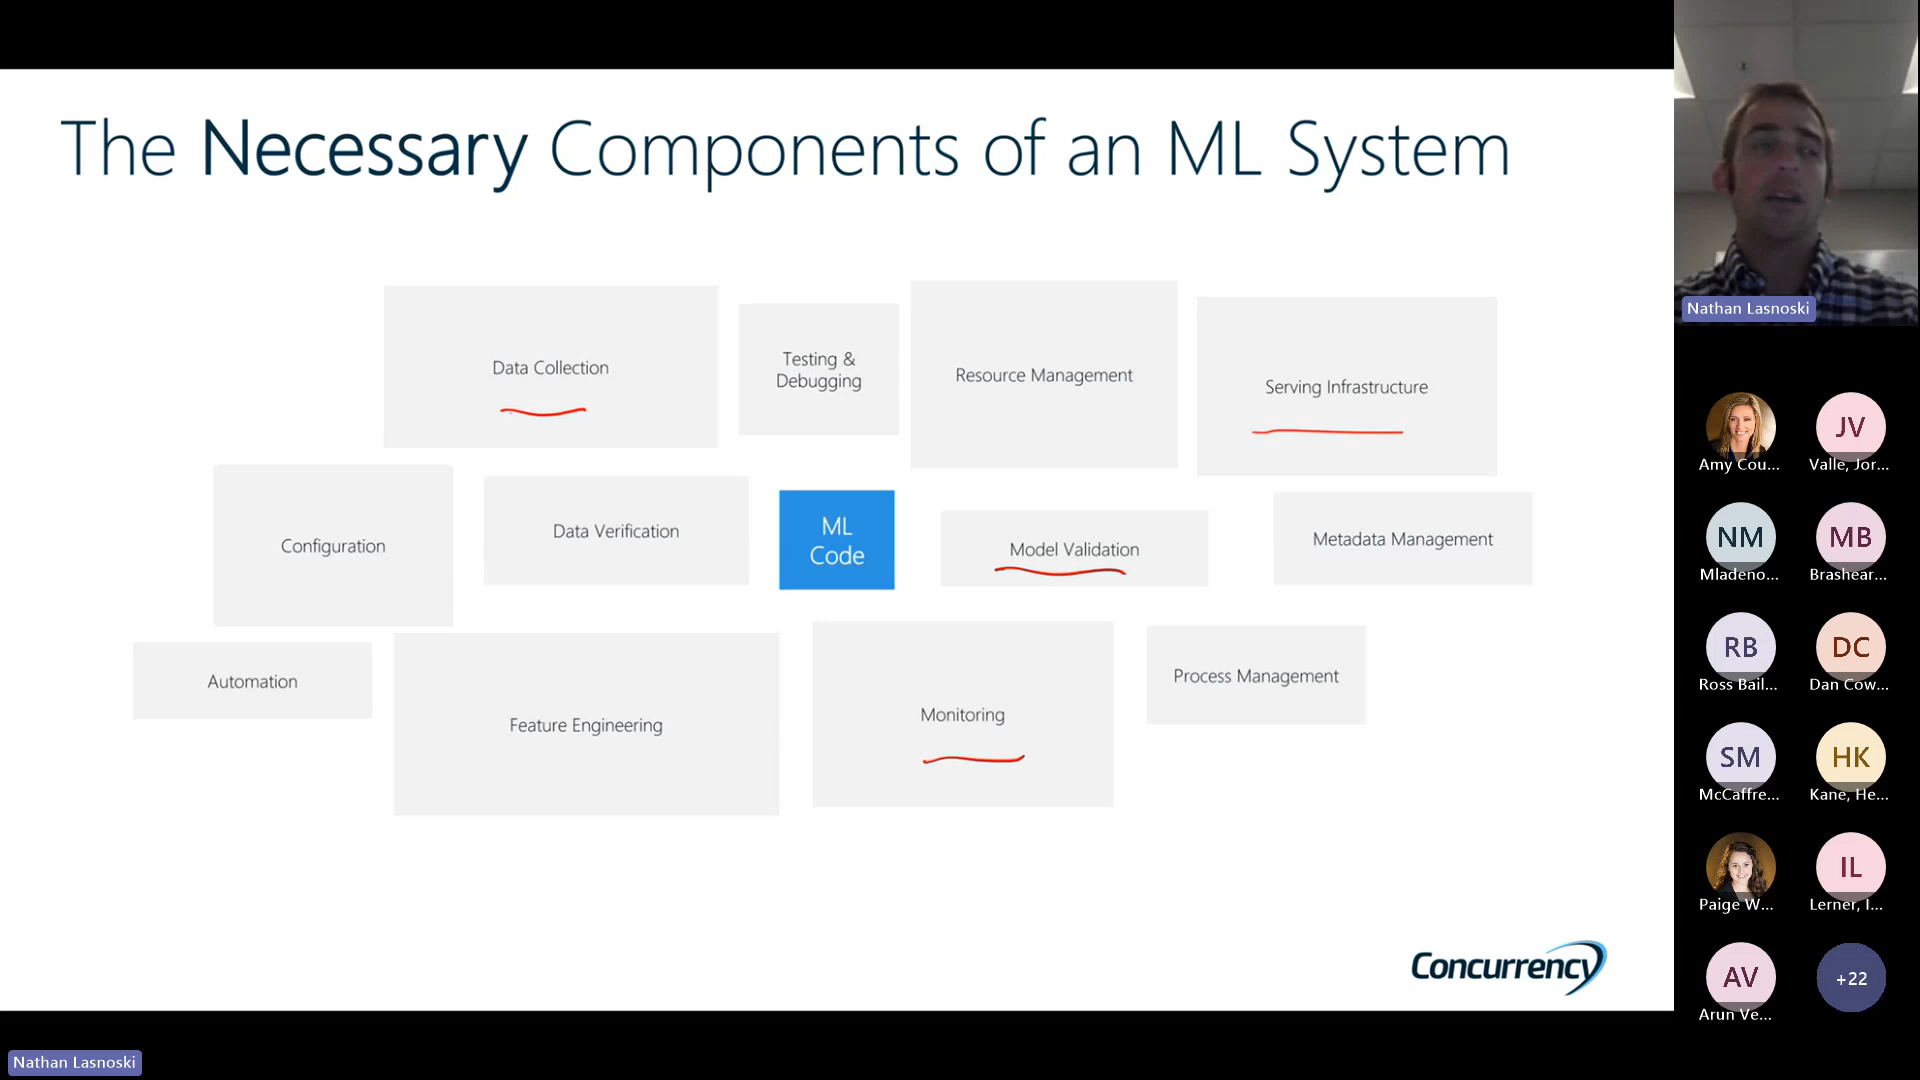 The Necessary Components of an ML System
Data Collection
Testing &
Debugging
Resource Management
Serving Infrastructure
Configuration
Data Verification
ML
Code
Model Validation
Metadata Management
Automation
Feature Engineering
Monitoring
Process Management
Concurrency
Nathan Lasnoski
Nathan Lasnoski
Amy Cou...
JV
Valle, Jor...
NM
Mladeno...
MB
Brashear...
RB
Ross Bail...
DC
Dan Cow...
SM
McCaffre...
HK
Kane, He...
Paige W...
IL
Lerner, I...
AV
Arun Ve...
+22